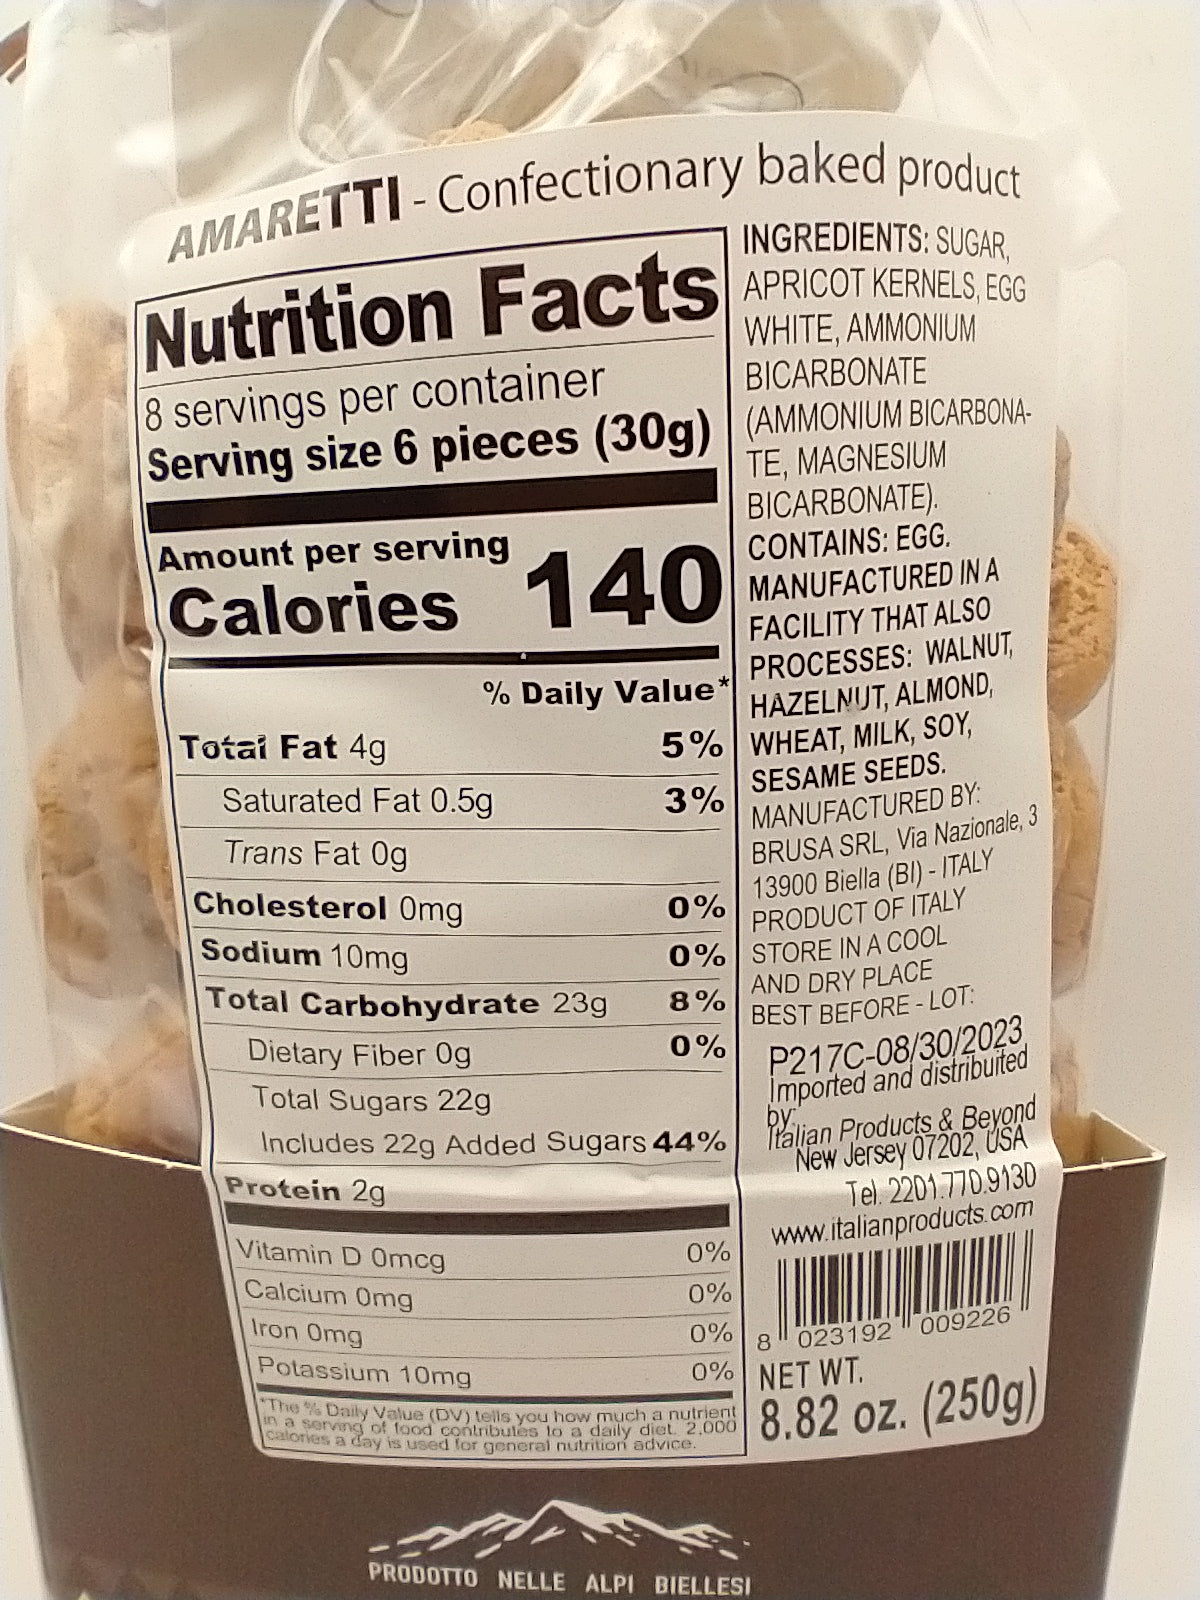 AMARETTI - Confectionary baked product
Nutrition Facts
8 servings per container
Serving size 6 pieces (30g)
Amount per serving
Calories 140
% Daily Value*
Total Fat 4g 5%
Saturated Fat 0.5g 3%
Trans Fat 0g
Cholesterol 0mg 0%
Sodium 10mg 0%
Total Carbohydrate 23g 8%
Dietary Fiber 0g 0%
Total Sugars 22g
Includes 22g Added Sugars 44%
Protein 2g
Vitamin D 0mcg 0%
Calcium 0mg 0%
Iron 0mg 0%
Potassium 10mg 0%
*The % Daily Value (DV) tells you how much a nutrient
in a serving of food contributes to a daily diet. 2,000
calories a day is used for general nutrition advice.
INGREDIENTS: SUGAR,
APRICOT KERNELS, EGG
WHITE, AMMONIUM
BICARBONATE
(AMMONIUM BICARBONA-
TE, MAGNESIUM
BICARBONATE).
CONTAINS: EGG.
MANUFACTURED IN A
FACILITY THAT ALSO
PROCESSES: WALNUT,
HAZELNUT, ALMOND,
WHEAT, MILK, SOY,
SESAME SEEDS.
MANUFACTURED BY:
BRUSA SRL, Via Nazionale, 3
13900 Biella (BI) - ITALY
PRODUCT OF ITALY
STORE IN A COOL
AND DRY PLACE
BEST BEFORE - LOT:
P217C-08/30/2023
Imported and distribuited
by:
Italian Products & Beyond
New Jersey 07202, USA
Tel. 2201.770.9130
www.italianproducts.com
8 023192 009226
NET WT.
8.82 oz. (250g)
PRODOTTO NELLE ALPI BIELLESI